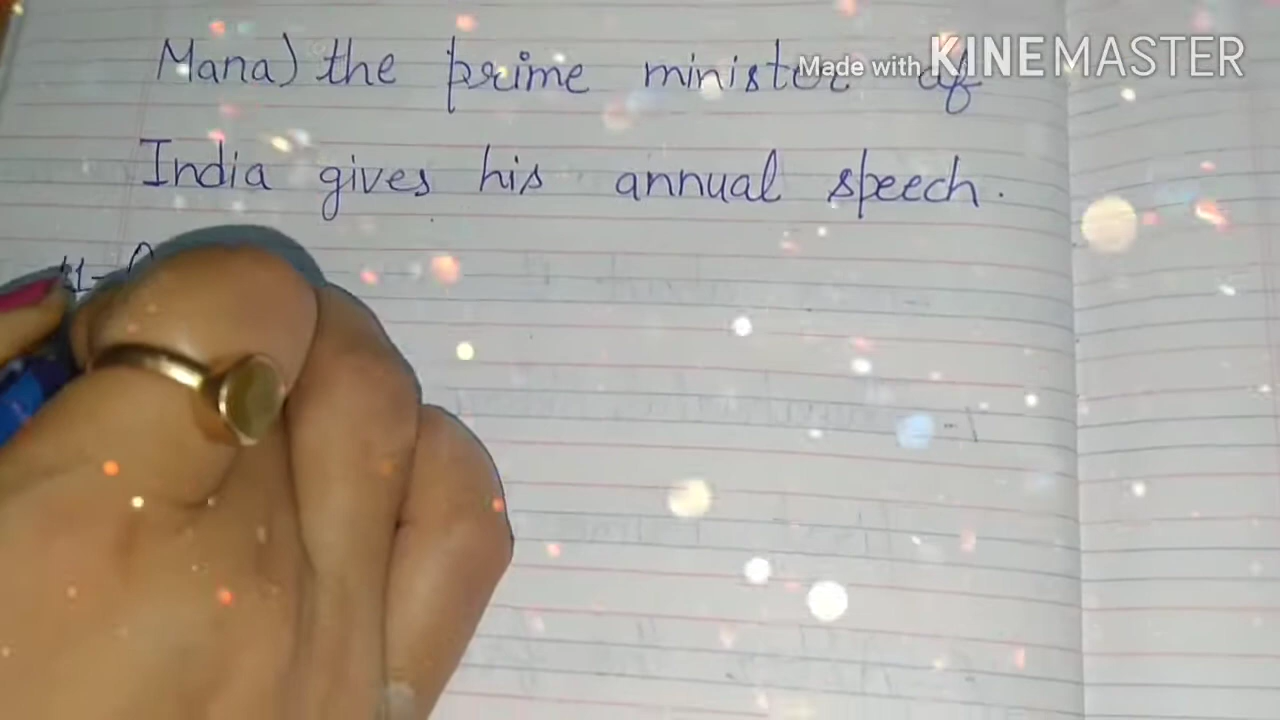 Made with KINEMASTER
Mana) the prime minister of
India gives his annual speech.